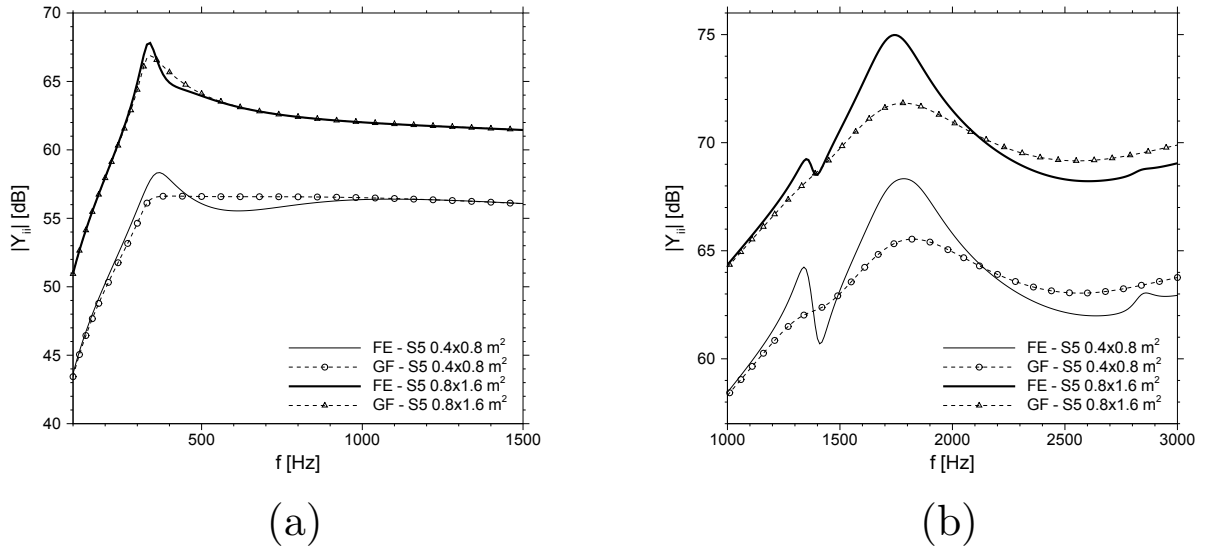 70
65
60
55
50
45
40
|Y_ii| [dB]
500
1000
1500
f [Hz]
FE - S5 0.4x0.8 m²
GF - S5 0.4x0.8 m²
FE - S5 0.8x1.6 m²
GF - S5 0.8x1.6 m²
(a)
75
70
65
60
|Y_ii| [dB]
1000
1500
2000
2500
3000
f [Hz]
FE - S5 0.4x0.8 m²
GF - S5 0.4x0.8 m²
FE - S5 0.8x1.6 m²
GF - S5 0.8x1.6 m²
(b)